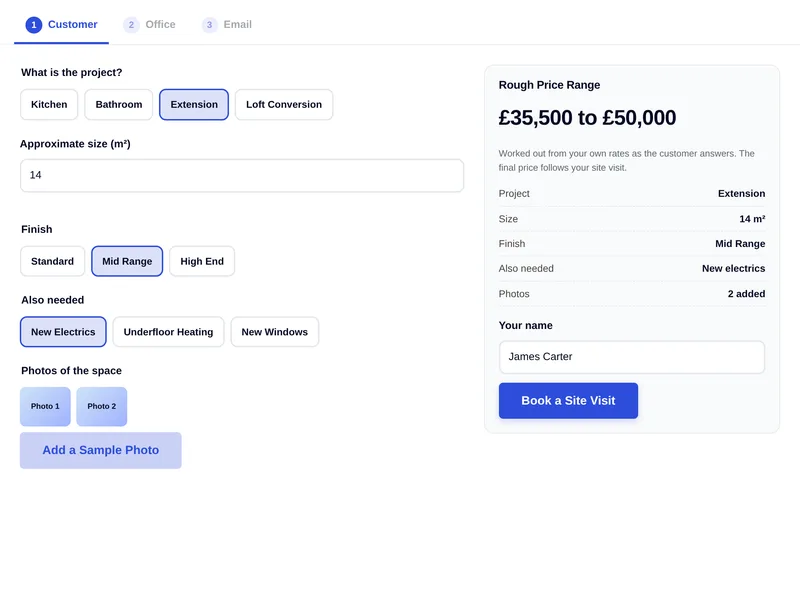 1 Customer
2 Office
3 Email
What is the project?
Kitchen
Bathroom
Extension
Loft Conversion
Approximate size (m²)
14
Finish
Standard
Mid Range
High End
Also needed
New Electrics
Underfloor Heating
New Windows
Photos of the space
Photo 1
Photo 2
Add a Sample Photo
Rough Price Range
£35,500 to £50,000
Worked out from your own rates as the customer answers. The
final price follows your site visit.
Project Extension
Size 14 m²
Finish Mid Range
Also needed New electrics
Photos 2 added
Your name
James Carter
Book a Site Visit